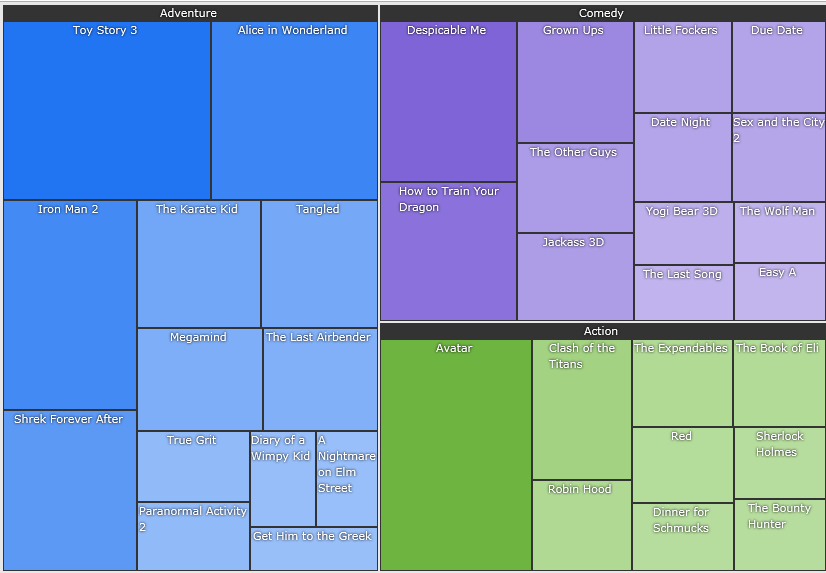 Adventure
Toy Story 3
Alice in Wonderland
Iron Man 2
The Karate Kid
Tangled
Megamind
The Last Airbender
Shrek Forever After
True Grit
Diary of a
Wimpy Kid
A
Nightmare
on Elm
Street
Paranormal Activity
2
Get Him to the Greek
Comedy
Despicable Me
Grown Ups
Little Fockers
Due Date
Date Night
Sex and the City
2
The Other Guys
How to Train Your
Dragon
Yogi Bear 3D
The Wolf Man
Jackass 3D
The Last Song
Easy A
Action
Avatar
Clash of the
Titans
The Expendables
The Book of Eli
Red
Sherlock
Holmes
Robin Hood
Dinner for
Schmucks
The Bounty
Hunter